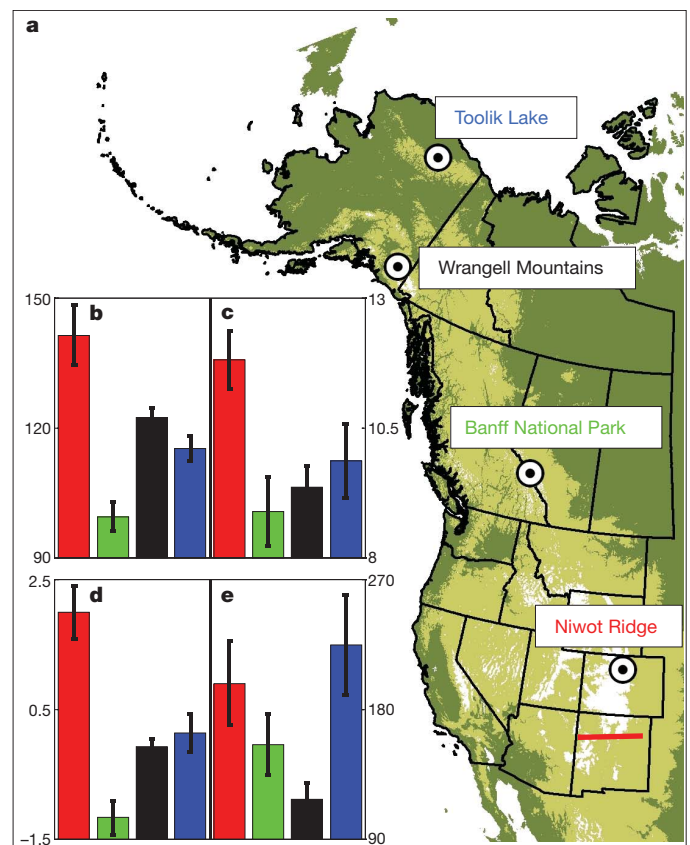 a
Toolik Lake
Wrangell Mountains
150
b
c
13
120
10.5
Banff National Park
90
8
2.5
d
e
270
Niwot Ridge
0.5
180
–1.5
90